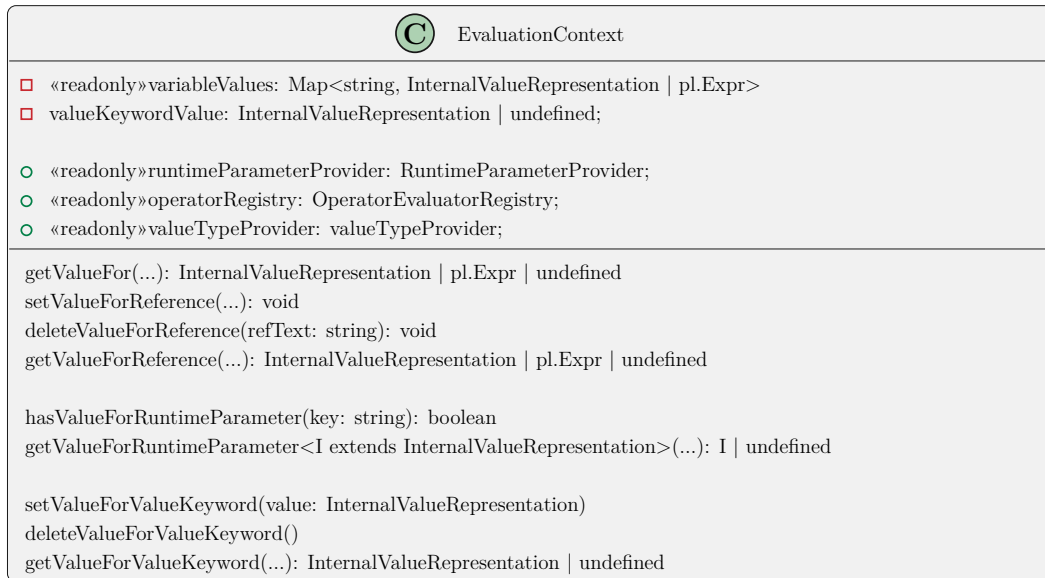 C EvaluationContext
«readonly»variableValues: Map<string, InternalValueRepresentation | pl.Expr>
valueKeywordValue: InternalValueRepresentation | undefined;
«readonly»runtimeParameterProvider: RuntimeParameterProvider;
«readonly»operatorRegistry: OperatorEvaluatorRegistry;
«readonly»valueTypeProvider: valueTypeProvider;
getValueFor(...): InternalValueRepresentation | pl.Expr | undefined
setValueForReference(...): void
deleteValueForReference(refText: string): void
getValueForReference(...): InternalValueRepresentation | pl.Expr | undefined
hasValueForRuntimeParameter(key: string): boolean
getValueForRuntimeParameter<I extends InternalValueRepresentation>(...): I | undefined
setValueForValueKeyword(value: InternalValueRepresentation)
deleteValueForValueKeyword()
getValueForValueKeyword(...): InternalValueRepresentation | undefined